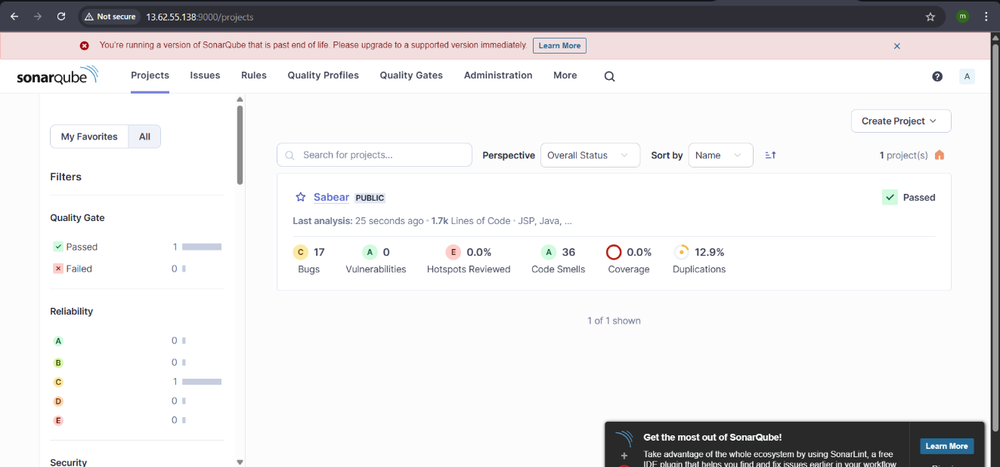 Not secure 13.62.55.138:9000/projects
m
You're running a version of SonarQube that is past end of life. Please upgrade to a supported version immediately. Learn More
sonarqube Projects Issues Rules Quality Profiles Quality Gates Administration More ? A
My Favorites All
Create Project
Search for projects... Perspective Overall Status Sort by Name 1 project(s)
Filters
Quality Gate
Passed 1
Failed 0
Reliability
A 0
B 0
C 1
D 0
E 0
Security
Sabear PUBLIC Passed
Last analysis: 25 seconds ago · 1.7k Lines of Code · JSP, Java, ...
C 17 A 0 E 0.0% A 36 0.0% 12.9%
Bugs Vulnerabilities Hotspots Reviewed Code Smells Coverage Duplications
1 of 1 shown
Get the most out of SonarQube!
Take advantage of the whole ecosystem by using SonarLint, a free
IDE plugin that helps you find and fix issues earlier in your workflow
Learn More